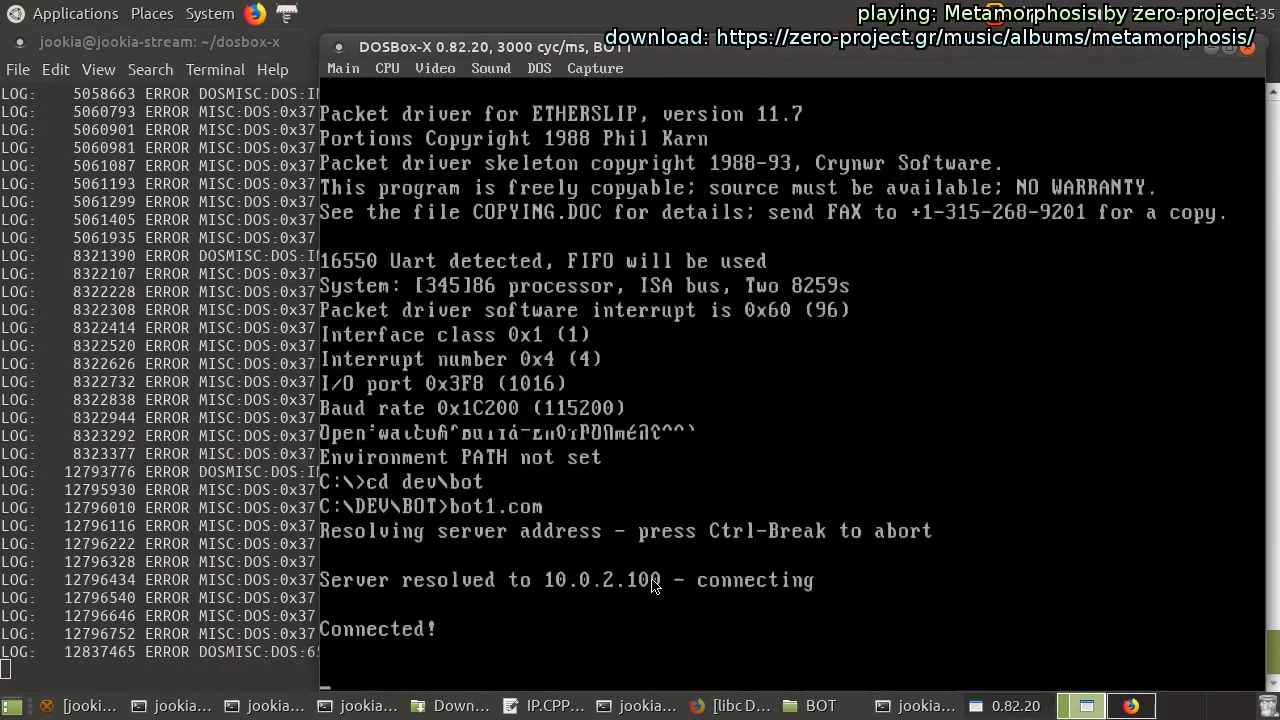 Applications Places System
:35
playing: Metamorphosis by zero-project
download: https://zero-project.gr/music/albums/metamorphosis/
jookia@jookia-stream: ~/dosbox-x
File Edit View Search Terminal Help
LOG: 5058663 ERROR DOSMISC:DOS:IN
LOG: 5060793 ERROR MISC:DOS:0x37
LOG: 5060901 ERROR MISC:DOS:0x37
LOG: 5060981 ERROR MISC:DOS:0x37
LOG: 5061087 ERROR MISC:DOS:0x37
LOG: 5061193 ERROR MISC:DOS:0x37
LOG: 5061299 ERROR MISC:DOS:0x37
LOG: 5061405 ERROR MISC:DOS:0x37
LOG: 5061935 ERROR MISC:DOS:0x37
LOG: 8321390 ERROR DOSMISC:DOS:IN
LOG: 8322107 ERROR MISC:DOS:0x37
LOG: 8322228 ERROR MISC:DOS:0x37
LOG: 8322308 ERROR MISC:DOS:0x37
LOG: 8322414 ERROR MISC:DOS:0x37
LOG: 8322520 ERROR MISC:DOS:0x37
LOG: 8322626 ERROR MISC:DOS:0x37
LOG: 8322732 ERROR MISC:DOS:0x37
LOG: 8322838 ERROR MISC:DOS:0x37
LOG: 8322944 ERROR MISC:DOS:0x37
LOG: 8323292 ERROR MISC:DOS:0x37
LOG: 8323377 ERROR MISC:DOS:0x37
LOG: 12793776 ERROR DOSMISC:DOS:IN
LOG: 12795930 ERROR MISC:DOS:0x37
LOG: 12796010 ERROR MISC:DOS:0x37
LOG: 12796116 ERROR MISC:DOS:0x37
LOG: 12796222 ERROR MISC:DOS:0x37
LOG: 12796328 ERROR MISC:DOS:0x37
LOG: 12796434 ERROR MISC:DOS:0x37
LOG: 12796540 ERROR MISC:DOS:0x37
LOG: 12796646 ERROR MISC:DOS:0x37
LOG: 12796752 ERROR MISC:DOS:0x37
LOG: 12837465 ERROR DOSMISC:DOS:65
DOSBox-X 0.82.20, 3000 cyc/ms, BOT1
Main CPU Video Sound DOS Capture
Packet driver for ETHERSLIP, version 11.7
Portions Copyright 1988 Phil Karn
Packet driver skeleton copyright 1988-93, Crynwr Software.
This program is freely copyable; source must be available; NO WARRANTY.
See the file COPYING.DOC for details; send FAX to +1-315-268-9201 for a copy.
16550 Uart detected, FIFO will be used
System: [345]86 processor, ISA bus, Two 8259s
Packet driver software interrupt is 0x60 (96)
Interface class 0x1 (1)
Interrupt number 0x4 (4)
I/O port 0x3F8 (1016)
Baud rate 0x1C200 (115200)
Environment PATH not set
C:\>cd dev\bot
C:\DEV\BOT>bot1.com
Resolving server address - press Ctrl-Break to abort
Server resolved to 10.0.2.100 - connecting
Connected!
[jookia... jookia... jookia... Down... IP.CPP... jookia... [libc D... BOT jookia... 0.82.20